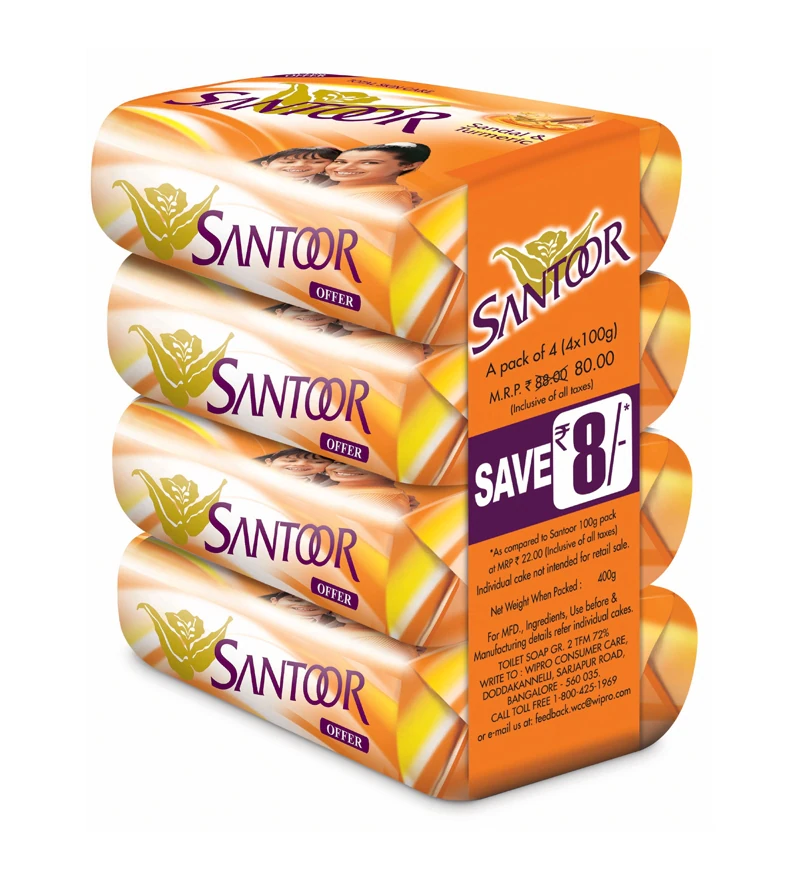 OFFER
TOTAL SKIN CARE
SANTOOR
Sandal &
Turmeric
SANTOOR
OFFER
SANTOOR
OFFER
SANTOOR
OFFER
SANTOOR
OFFER
SANTOOR
A pack of 4 (4x100g)
M.R.P. ₹ 88.00 80.00
(Inclusive of all taxes)
SAVE ₹8/-*
*As compared to Santoor 100g pack
at MRP ₹ 22.00 (Inclusive of all taxes)
Individual cake not intended for retail sale.
Net Weight When Packed : 400g
For MFD., Ingredients, Use before &
Manufacturing details refer individual cakes.
TOILET SOAP GR. 2 TFM 72%
WRITE TO : WIPRO CONSUMER CARE,
DODDAKANNELLI, SARJAPUR ROAD,
BANGALORE - 560 035.
CALL TOLL FREE 1-800-425-1969
or e-mail us at: feedback.wcc@wipro.com